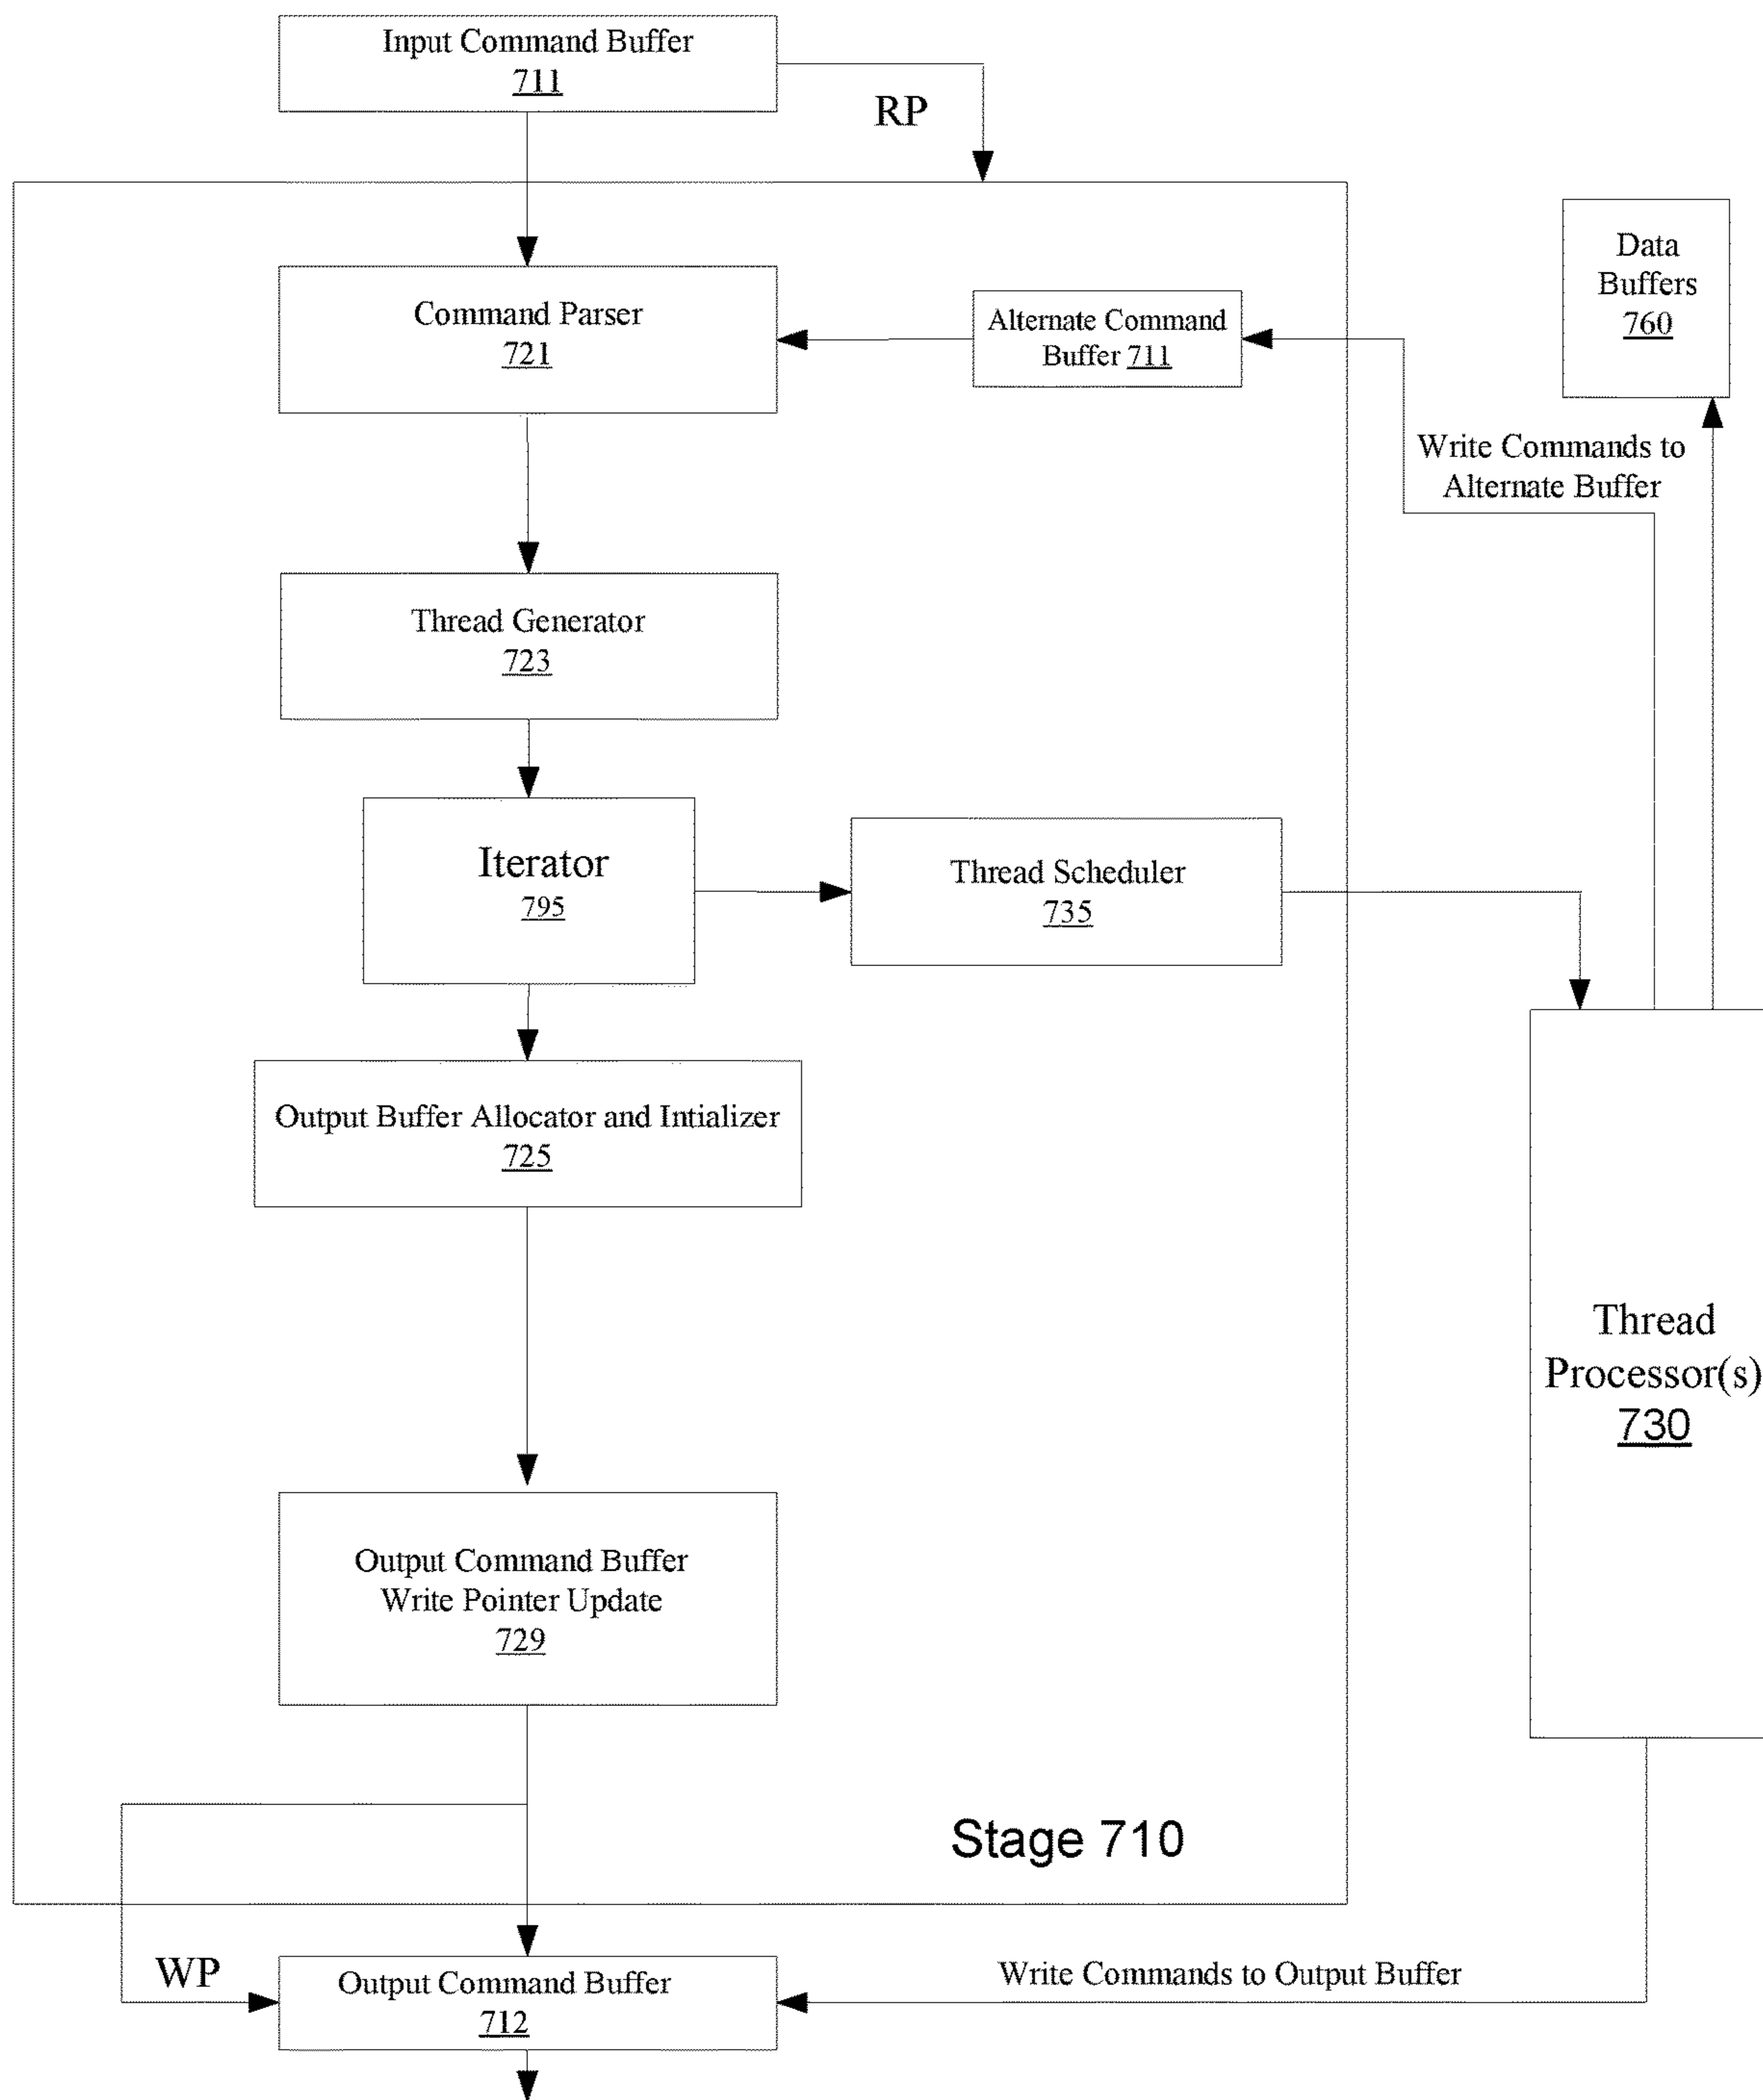 Input Command Buffer
711
RP
Data
Buffers
760
Command Parser
721
Alternate Command
Buffer 711
Write Commands to
Alternate Buffer
Thread Generator
723
Iterator
795
Thread Scheduler
735
Output Buffer Allocator and Intializer
725
Thread
Processor(s)
730
Output Command Buffer
Write Pointer Update
729
Stage 710
WP
Output Command Buffer
712
Write Commands to Output Buffer